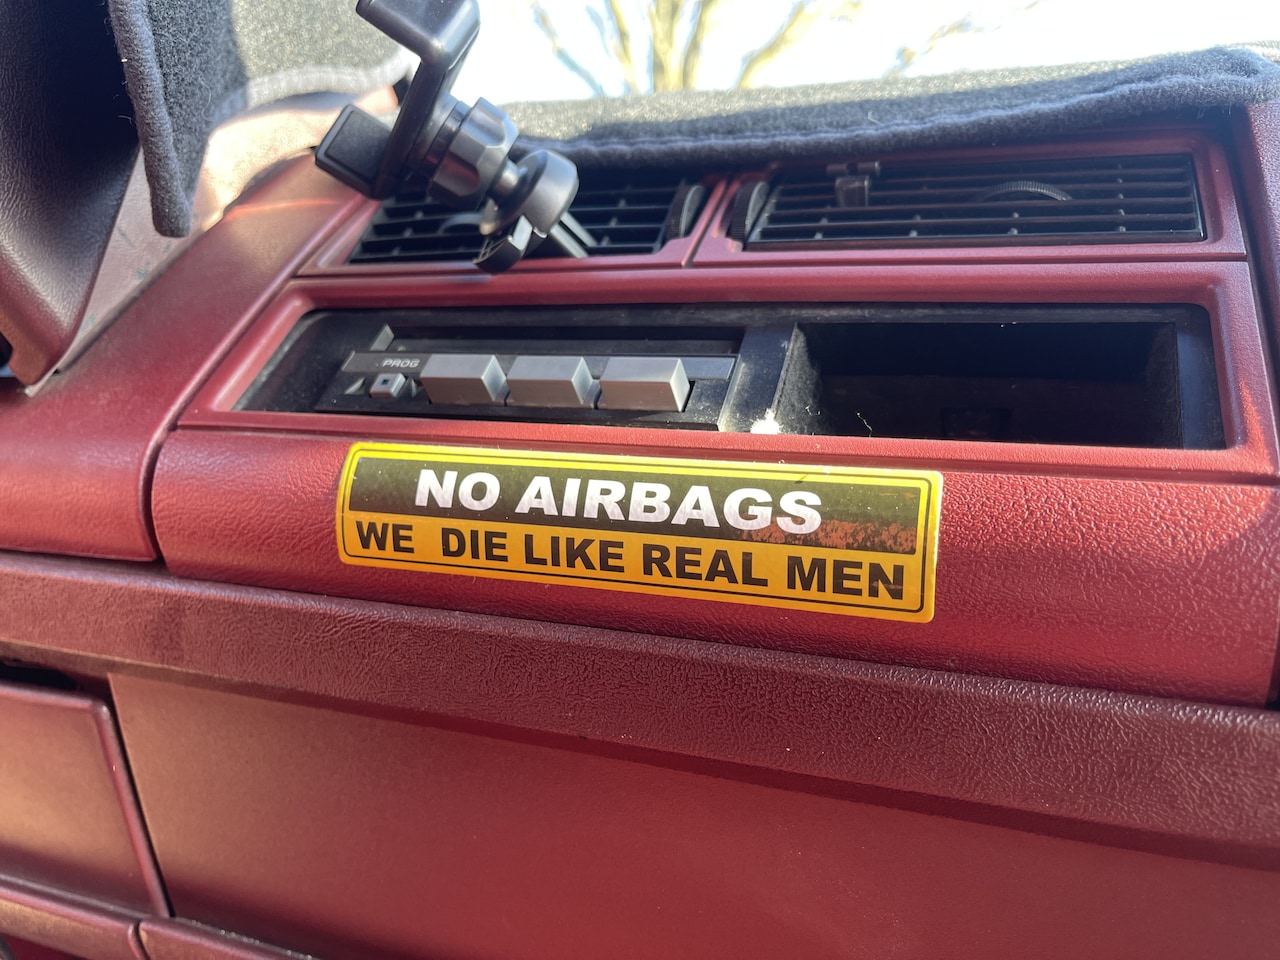 PROG
NO AIRBAGS
WE DIE LIKE REAL MEN